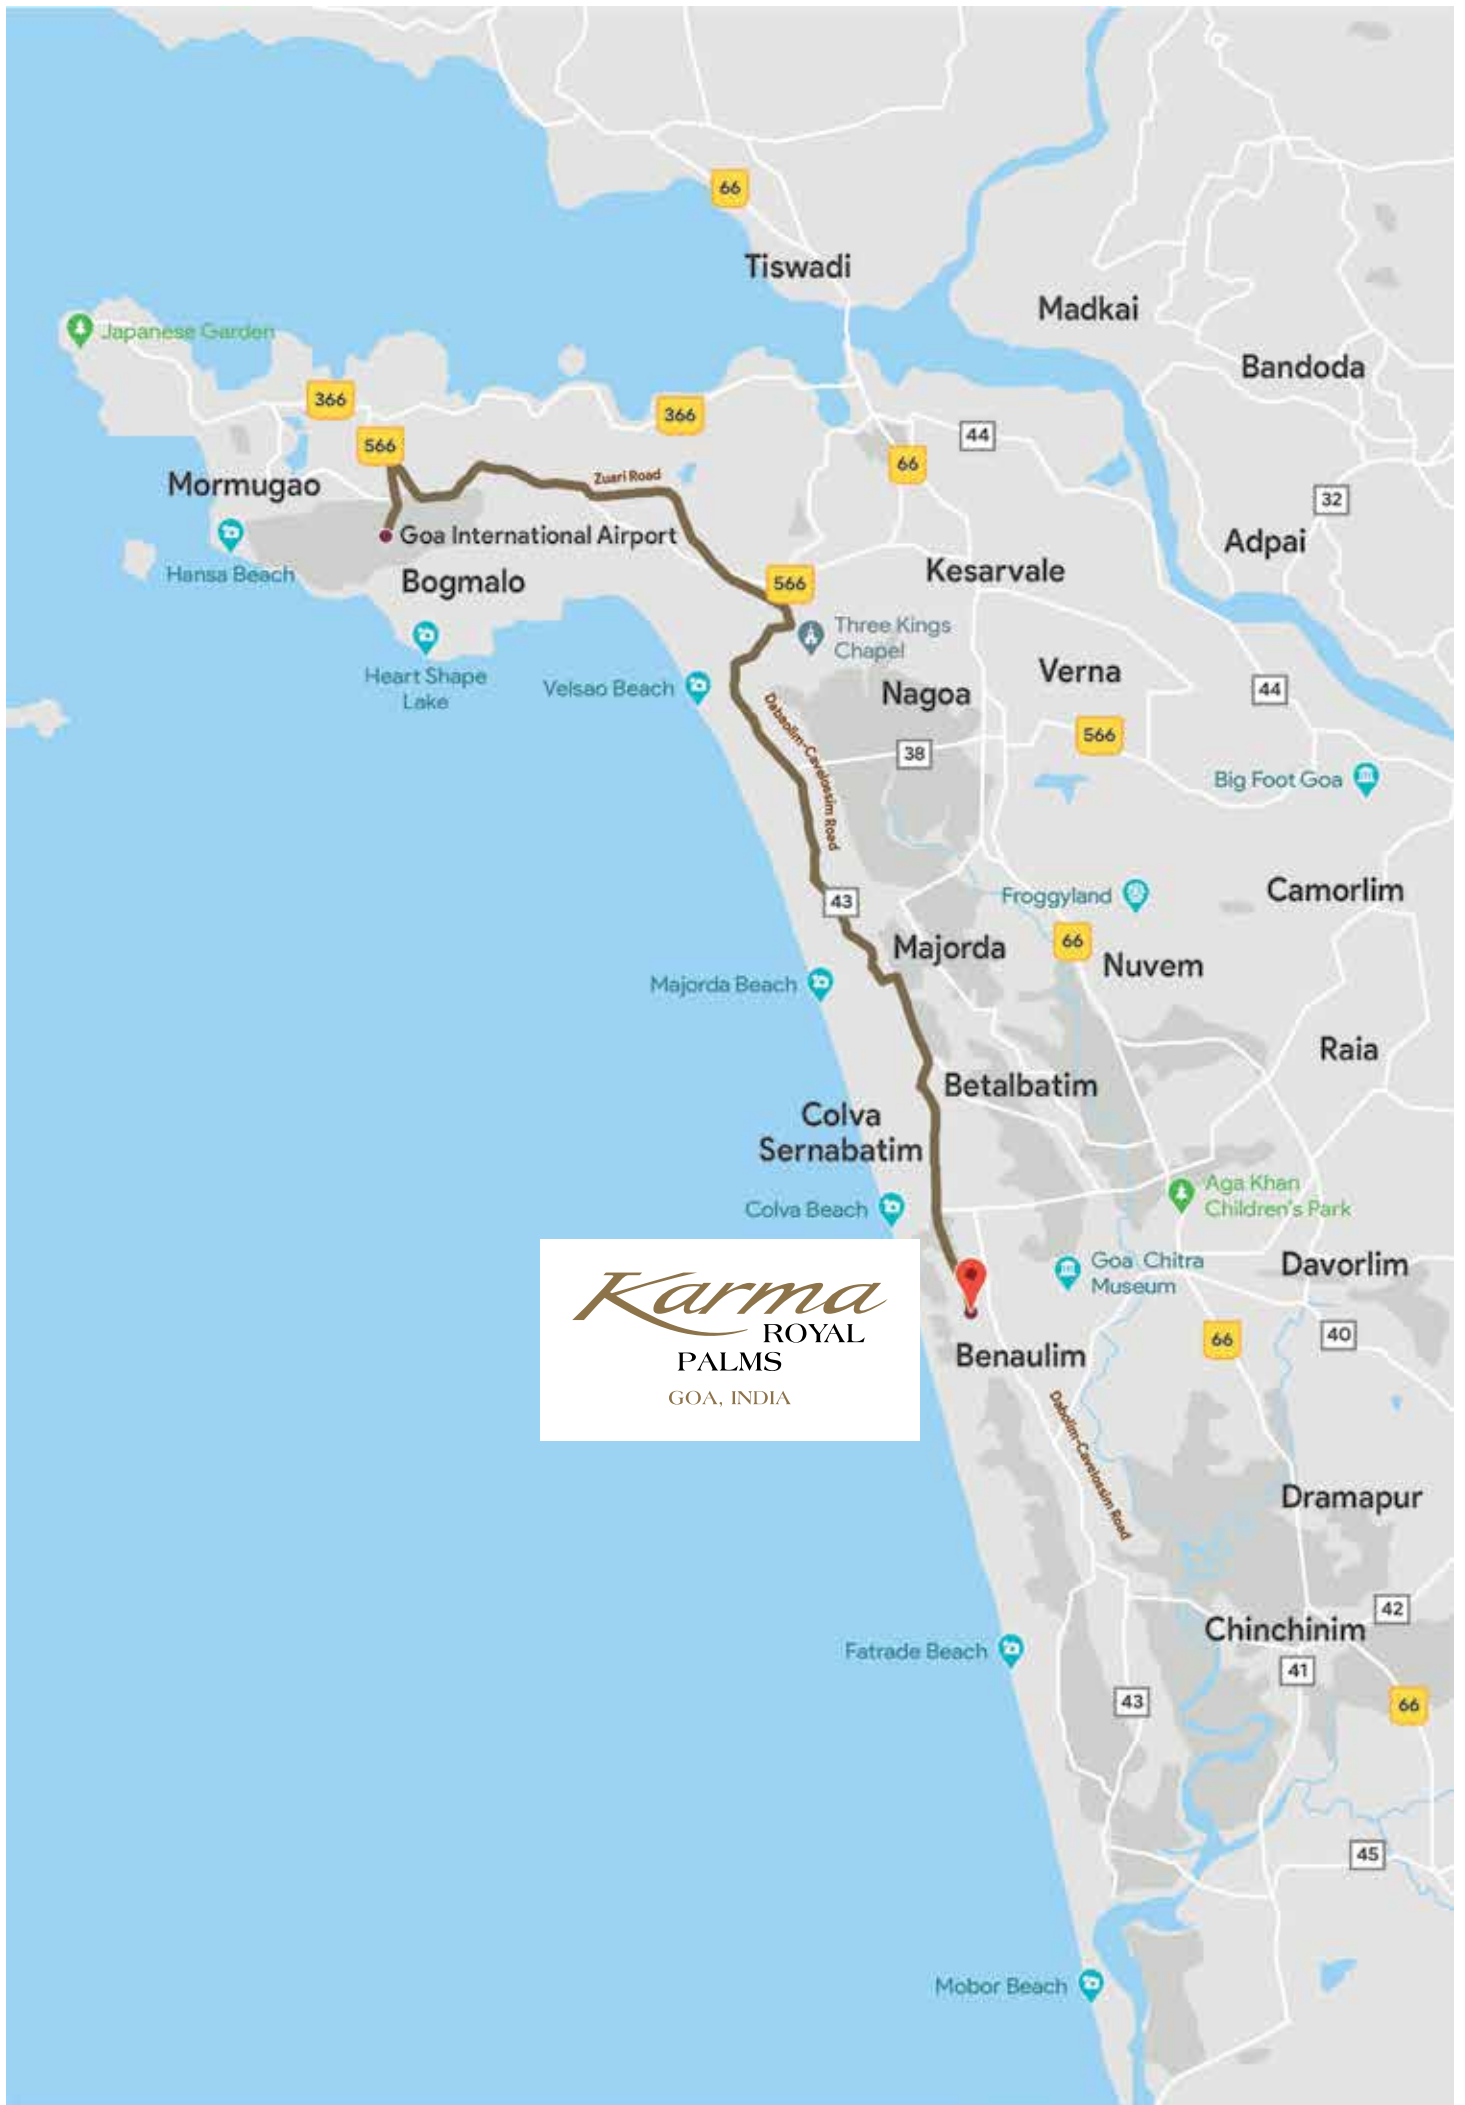 66
Tiswadi
Madkai
Japanese Garden
Bandoda
366
366
566
44
66
Mormugao
Zuari Road
32
Goa International Airport
Adpai
Hansa Beach
Bogmalo
566
Kesarvale
Three Kings
Chapel
Heart Shape
Lake
Velsao Beach
Nagoa
Verna
44
Dabaolim-Cavelossim Road
38
566
Big Foot Goa
43
Froggyland
Camorlim
66
Majorda
Nuvem
Majorda Beach
Raia
Betalbatim
Colva
Sernabatim
Colva Beach
Aga Khan
Children's Park
Goa Chitra
Museum
Davorlim
Karma
ROYAL
PALMS
GOA, INDIA
66
40
Benaulim
Dabolim-Cavelossim Road
Dramapur
42
Chinchinim
Fatrade Beach
41
43
66
45
Mobor Beach